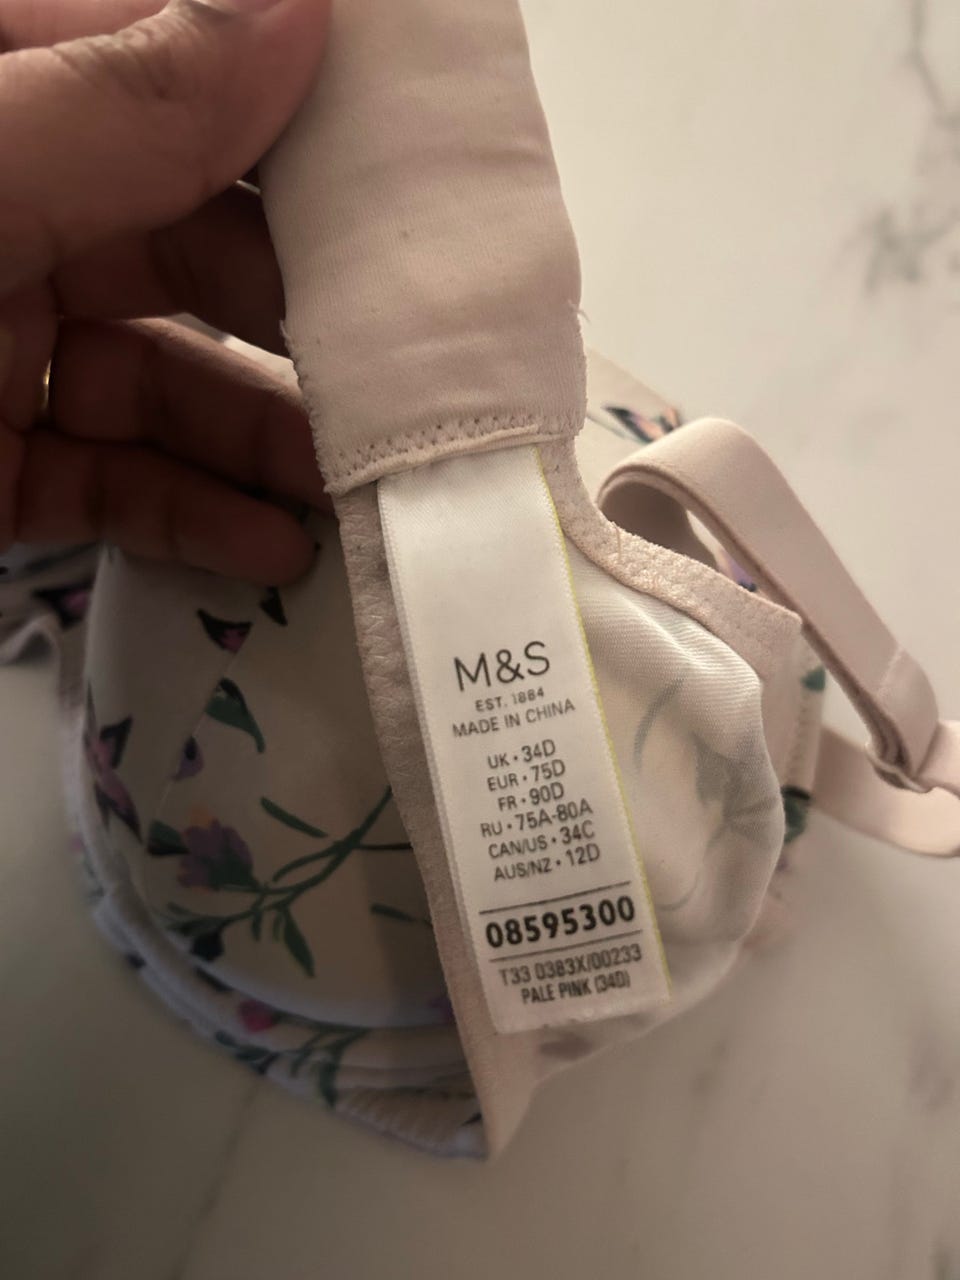 M&S
EST. 1884
MADE IN CHINA
UK • 34D
EUR • 75D
FR • 90D
RU • 75A-80A
CAN/US • 34C
AUS/NZ • 12D
08595300
T33 0383X/00233
PALE PINK (34D)